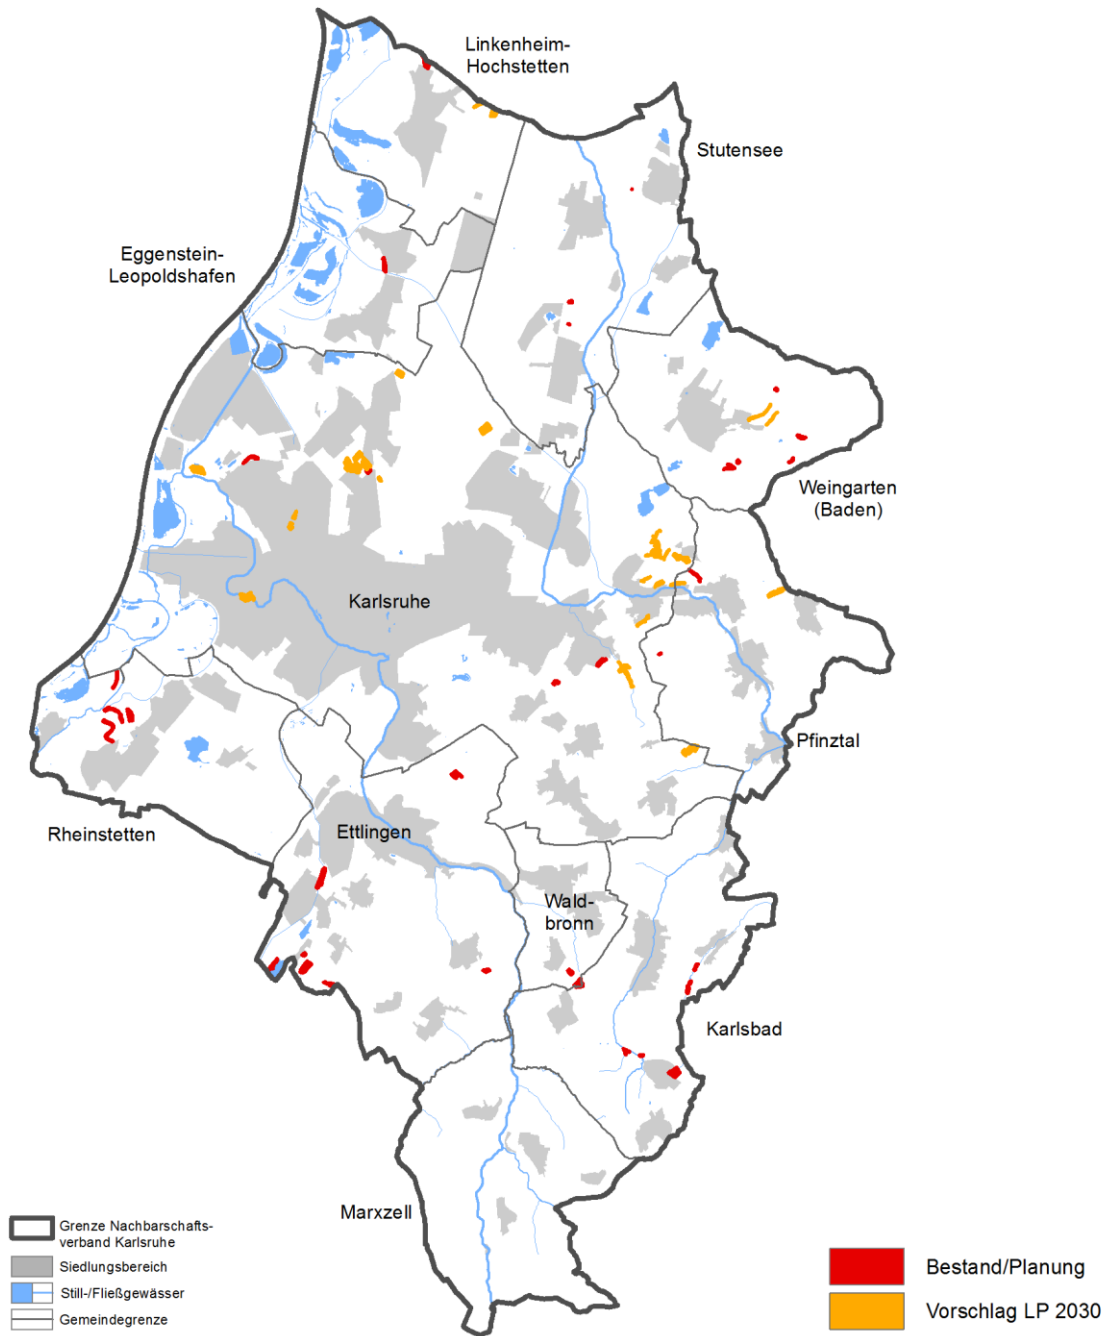 Linkenheim-
Hochstetten
Stutensee
Eggenstein-
Leopoldshafen
Weingarten
(Baden)
Karlsruhe
Pfinztal
Rheinstetten
Ettlingen
Wald-
bronn
Karlsbad
Marxzell
Grenze Nachbarschafts-
verband Karlsruhe
Siedlungsbereich
Still-/Fließgewässer
Gemeindegrenze
Bestand/Planung
Vorschlag LP 2030